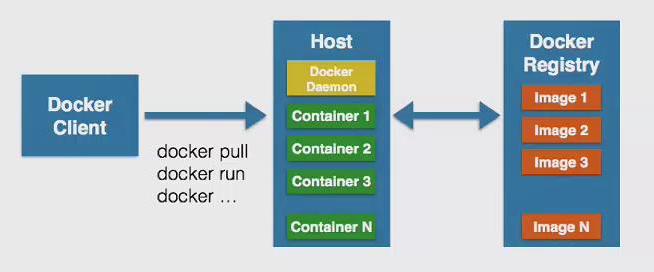 Docker
Client
docker pull
docker run
docker ...
Host
Docker
Daemon
Container 1
Container 2
Container 3
Container N
Docker
Registry
Image 1
Image 2
Image 3
Image N